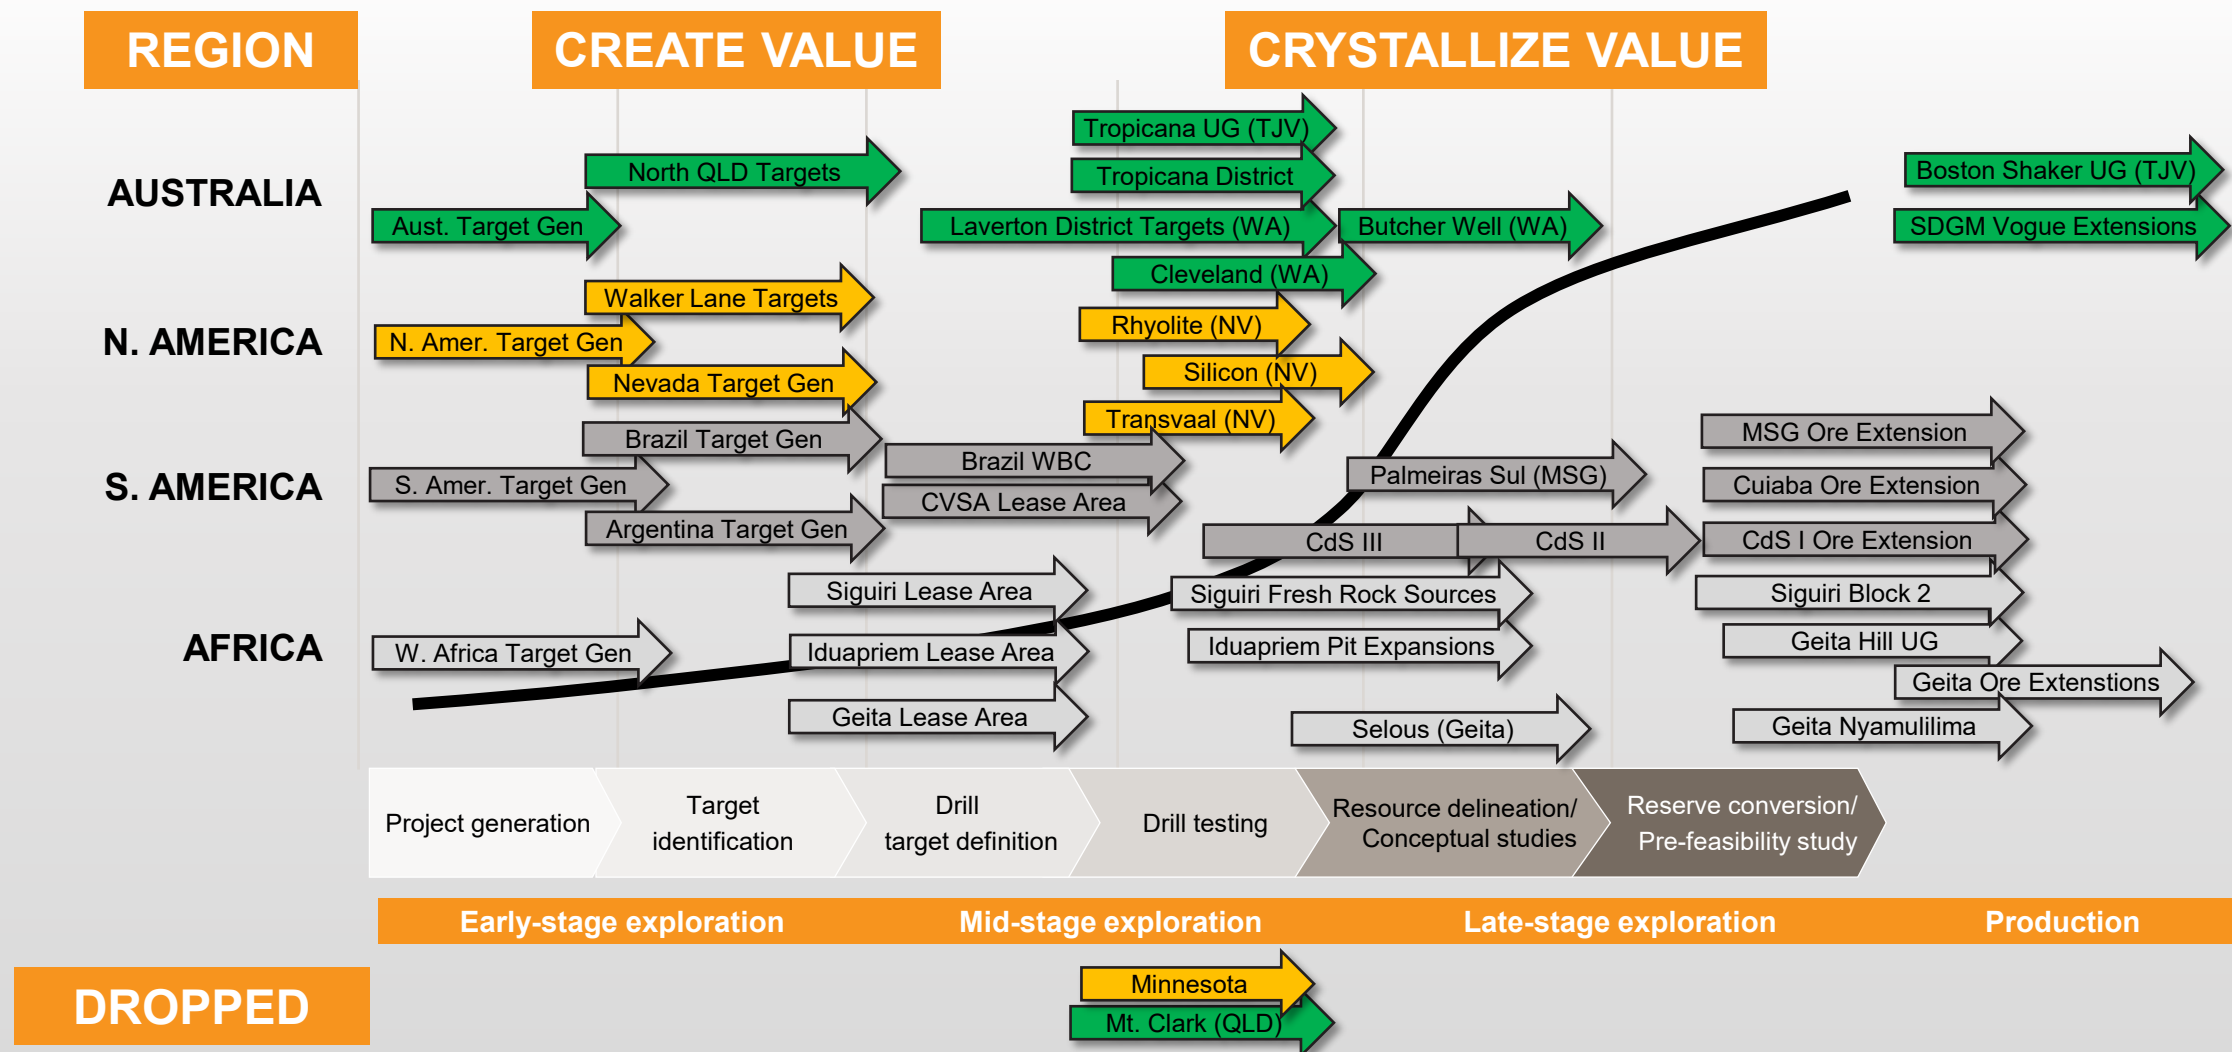 REGION
CREATE VALUE
CRYSTALLIZE VALUE
AUSTRALIA
Tropicana UG (TJV)
North QLD Targets
Tropicana District
Boston Shaker UG (TJV)
Aust. Target Gen
Laverton District Targets (WA)
Butcher Well (WA)
SDGM Vogue Extensions
Cleveland (WA)
N. AMERICA
Walker Lane Targets
Rhyolite (NV)
N. Amer. Target Gen
Silicon (NV)
Nevada Target Gen
Transvaal (NV)
S. AMERICA
Brazil Target Gen
MSG Ore Extension
Brazil WBC
Palmeiras Sul (MSG)
S. Amer. Target Gen
Cuiaba Ore Extension
CVSA Lease Area
Argentina Target Gen
CdS III
CdS II
CdS I Ore Extension
AFRICA
Siguiri Lease Area
Siguiri Fresh Rock Sources
Siguiri Block 2
W. Africa Target Gen
Iduapriem Lease Area
Iduapriem Pit Expansions
Geita Hill UG
Geita Ore Extenstions
Geita Lease Area
Selous (Geita)
Geita Nyamulilima
Project generation
Target
identification
Drill
target definition
Drill testing
Resource delineation/
Conceptual studies
Reserve conversion/
Pre-feasibility study
Early-stage exploration
Mid-stage exploration
Late-stage exploration
Production
DROPPED
Minnesota
Mt. Clark (QLD)